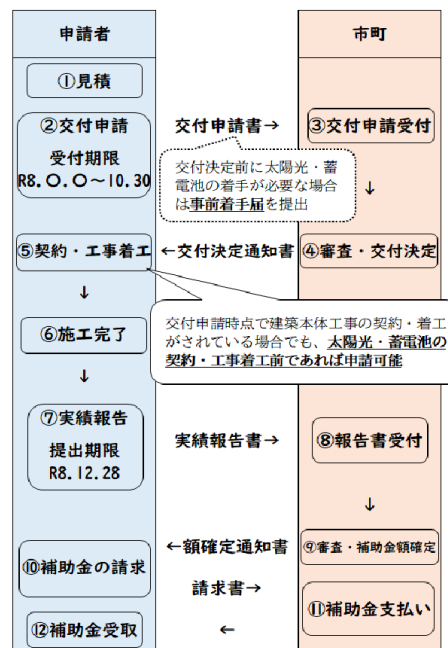 申請者
市町
①見積
②交付申請
受付期限
R8.〇.〇~10.30
交付申請書→
③交付申請受付
交付決定前に太陽光・蓄
電池の着手が必要な場合
は事前着手届を提出
↓
⑤契約・工事着工
←交付決定通知書
④審査・交付決定
↓
⑥施工完了
交付申請時点で建築本体工事の契約・着工
がされている場合でも、太陽光・蓄電池の
契約・工事着工前であれば申請可能
↓
⑦実績報告
提出期限
R8.12.28
実績報告書→
⑧報告書受付
↓
←額確定通知書
⑨審査・補助金額確定
⑩補助金の請求
請求書→
⑪補助金支払い
⑫補助金受取
←